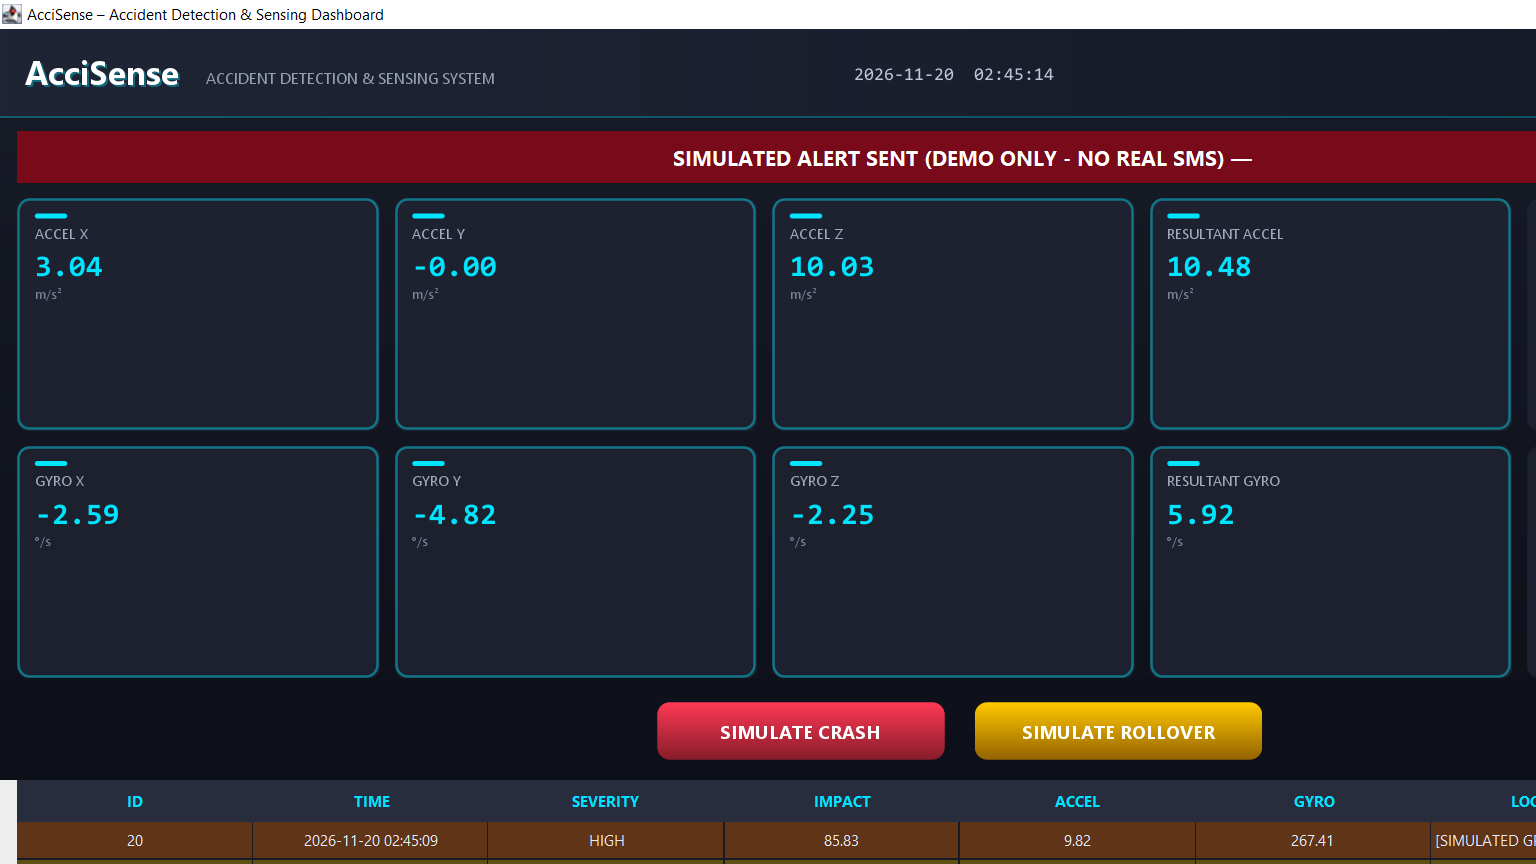 AcciSense – Accident Detection & Sensing Dashboard
AcciSense ACCIDENT DETECTION & SENSING SYSTEM 2026-11-20 02:45:14
SIMULATED ALERT SENT (DEMO ONLY - NO REAL SMS) —
ACCEL X
3.04
m/s²
ACCEL Y
-0.00
m/s²
ACCEL Z
10.03
m/s²
RESULTANT ACCEL
10.48
m/s²
GYRO X
-2.59
°/s
GYRO Y
-4.82
°/s
GYRO Z
-2.25
°/s
RESULTANT GYRO
5.92
°/s
SIMULATE CRASH SIMULATE ROLLOVER
ID TIME SEVERITY IMPACT ACCEL GYRO
20 2026-11-20 02:45:09 HIGH 85.83 9.82 267.41 [SIMULATED